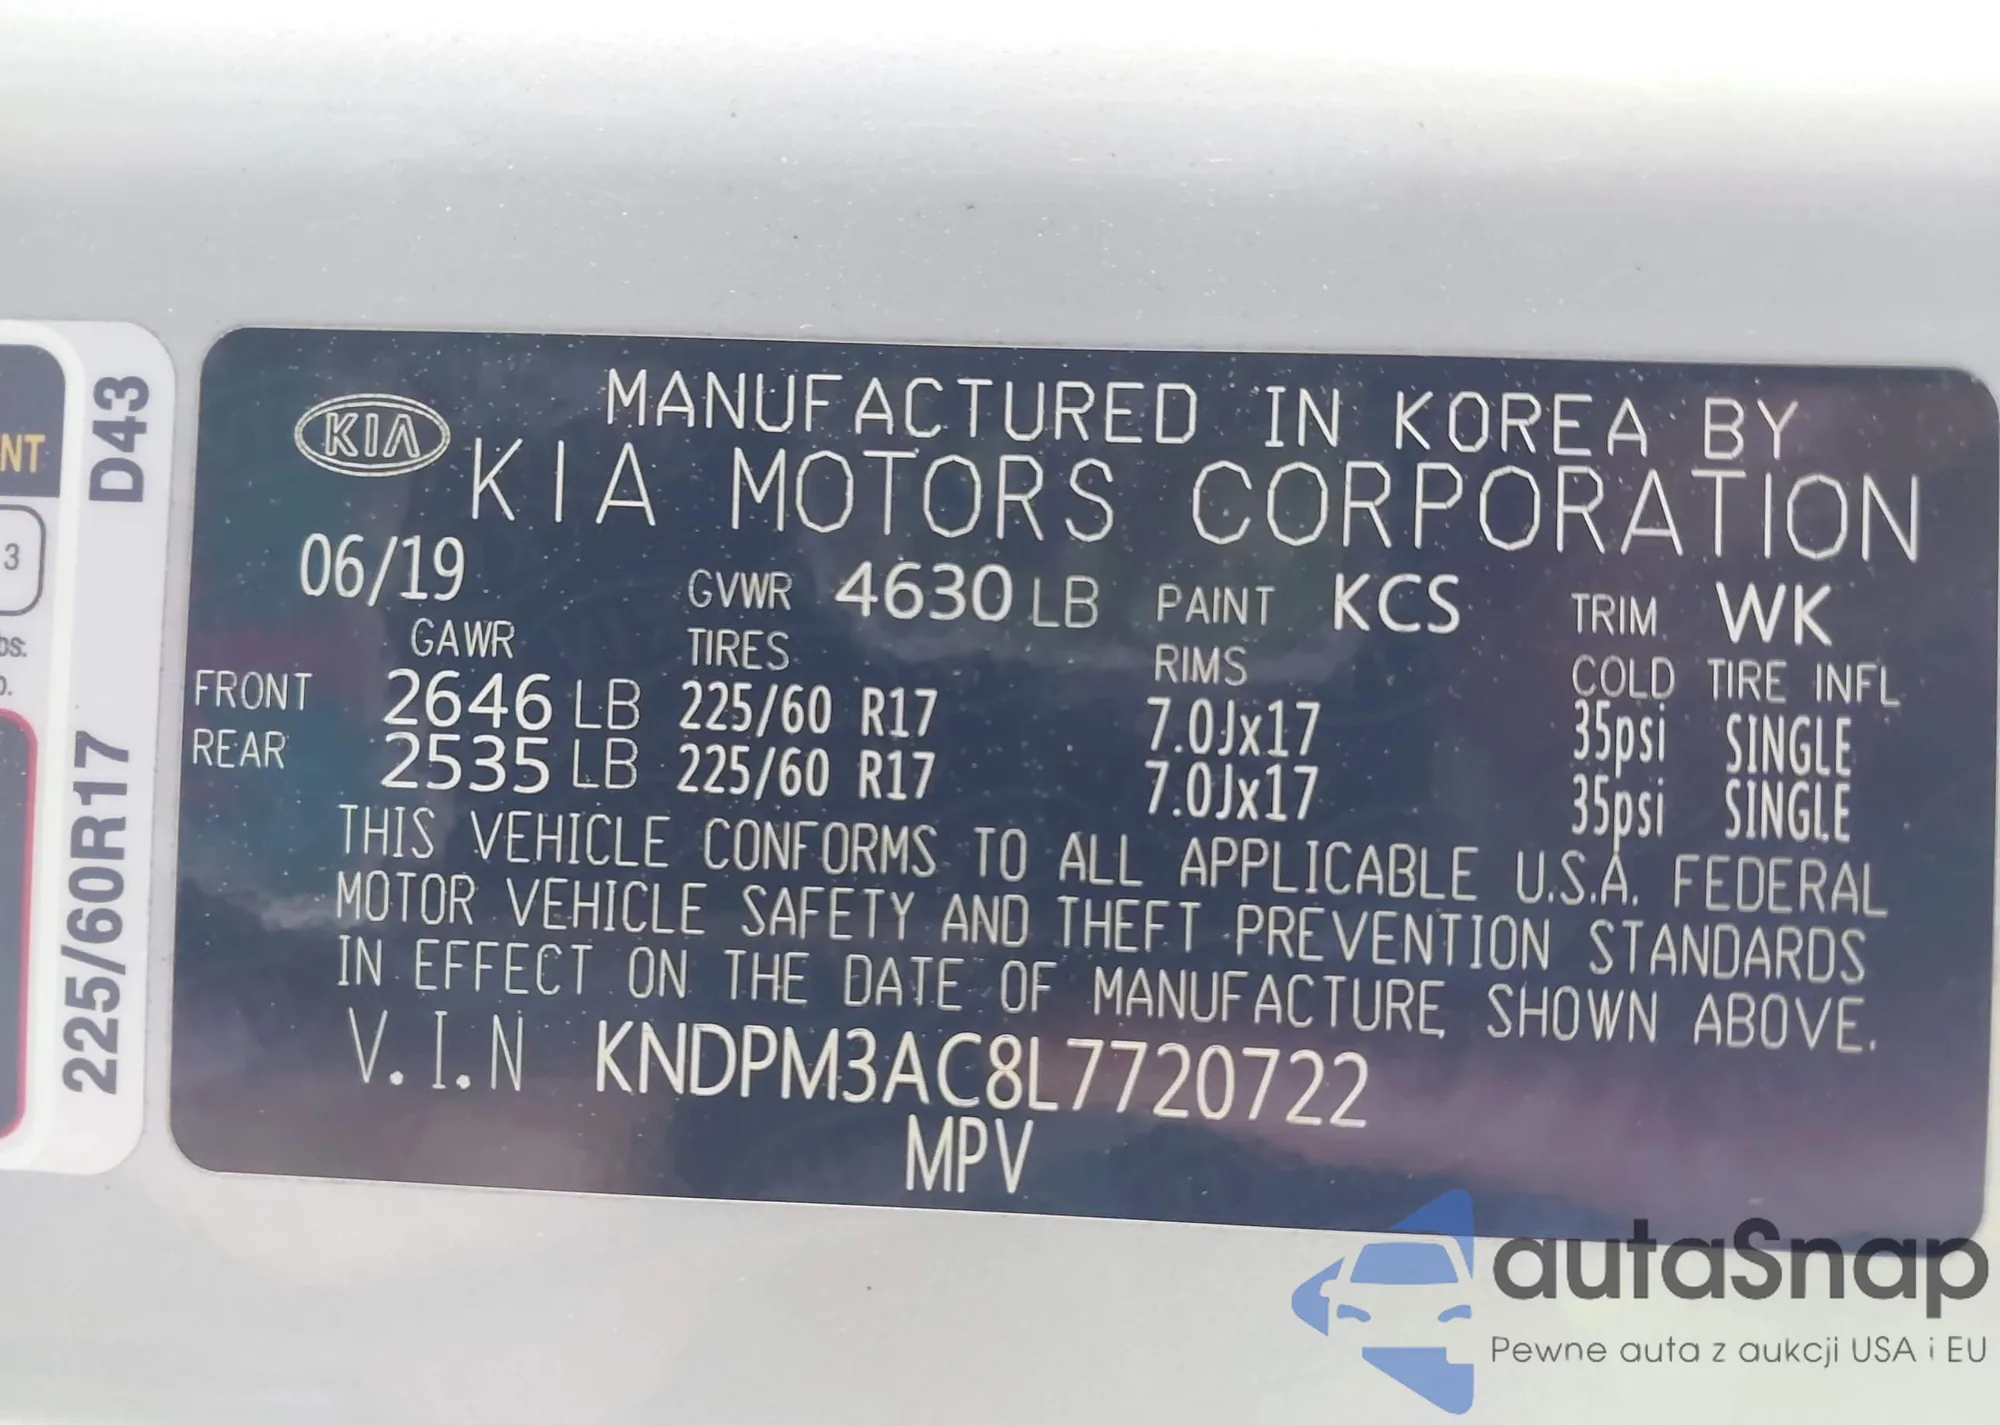 NT
3
bs.
D43
225/60R17
KIA
MANUFACTURED IN KOREA BY
KIA MOTORS CORPORATION
06/19 GVWR 4630 LB PAINT KCS TRIM WK
GAWR TIRES RIMS COLD TIRE INFL
FRONT 2646 LB 225/60 R17 7.0Jx17 35psi SINGLE
REAR 2535 LB 225/60 R17 7.0Jx17 35psi SINGLE
THIS VEHICLE CONFORMS TO ALL APPLICABLE U.S.A. FEDERAL
MOTOR VEHICLE SAFETY AND THEFT PREVENTION STANDARDS
IN EFFECT ON THE DATE OF MANUFACTURE SHOWN ABOVE.
V.I.N KNDPM3AC8L7720722
MPV
autaSnap
Pewne auta z aukcji USA i EU